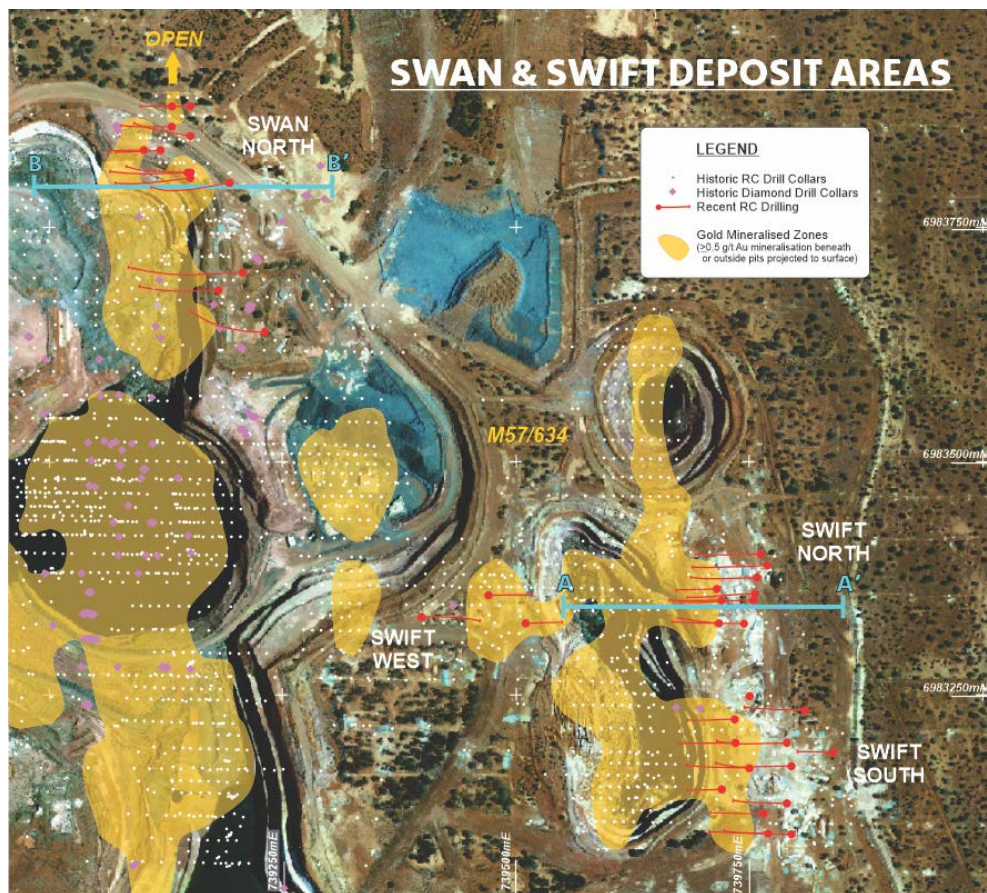 SWAN & SWIFT DEPOSIT AREAS
OPEN
SWAN
NORTH
B
B'
LEGEND
Historic RC Drill Collars
Historic Diamond Drill Collars
Recent RC Drilling
Gold Mineralised Zones
(>0.5 g/t Au mineralisation beneath
or outside pits projected to surface)
6983750mN
M57/634
6983500mN
SWIFT
NORTH
A
A'
SWIFT
WEST
6983250mN
SWIFT
SOUTH
739250mE
739500mE
739750mE